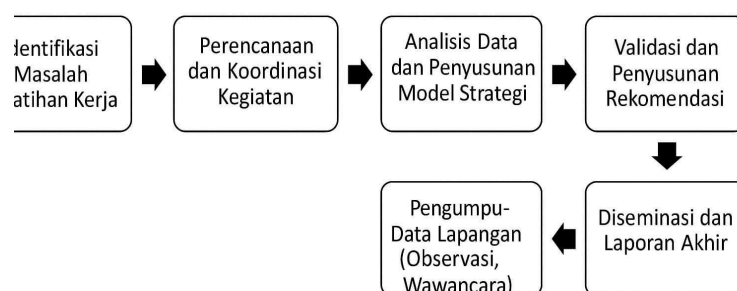 dentifikasi
Masalah
atihan Kerja
Perencanaan
dan Koordinasi
Kegiatan
Analisis Data
dan Penyusunan
Model Strategi
Validasi dan
Penyusunan
Rekomendasi
Diseminasi dan
Laporan Akhir
Pengumpu-
Data Lapangan
(Observasi,
Wawancara)